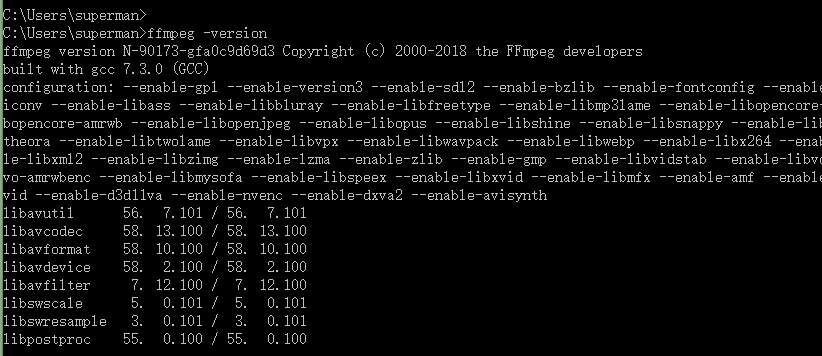 C:\Users\superman>
C:\Users\superman>ffmpeg -version
ffmpeg version N-90173-gfa0c9d69d3 Copyright (c) 2000-2018 the FFmpeg developers
built with gcc 7.3.0 (GCC)
configuration: --enable-gpl --enable-version3 --enable-sdl2 --enable-bzlib --enable-fontconfig --enable-
iconv --enable-libass --enable-libbluray --enable-libfreetype --enable-libmp3lame --enable-libopencore-
bopencore-amrwb --enable-libopenjpeg --enable-libopus --enable-libshine --enable-libsnappy --enable-lib
theora --enable-libtwolame --enable-libvpx --enable-libwavpack --enable-libwebp --enable-libx264 --enabl
le-libxml2 --enable-libzimg --enable-lzma --enable-zlib --enable-gmp --enable-libvidstab --enable-libvo
vo-amrwbenc --enable-libmysofa --enable-libspeex --enable-libxvid --enable-libmfx --enable-amf --enable
vid --enable-d3d11va --enable-nvenc --enable-dxva2 --enable-avisynth
libavutil      56.  7.101 / 56.  7.101
libavcodec     58. 13.100 / 58. 13.100
libavformat    58. 10.100 / 58. 10.100
libavdevice    58.  2.100 / 58.  2.100
libavfilter     7. 12.100 /  7. 12.100
libswscale      5.  0.101 /  5.  0.101
libswresample   3.  0.101 /  3.  0.101
libpostproc    55.  0.100 / 55.  0.100